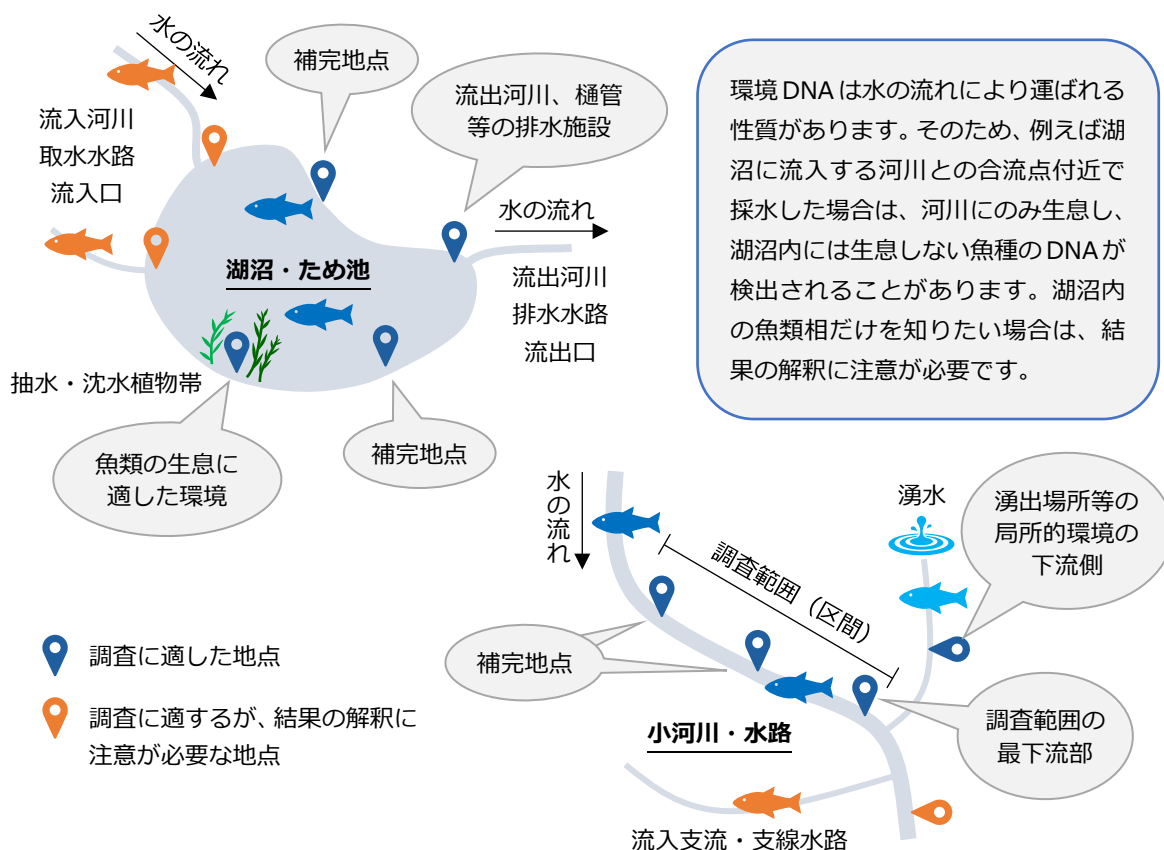 水の流れ
補完地点
流出河川、樋管
等の排水施設
流入河川
取水水路
流入口
水の流れ
湖沼・ため池
流出河川
排水水路
流出口
抽水・沈水植物帯
魚類の生息に
適した環境
補完地点
環境 DNA は水の流れにより運ばれる
性質があります。そのため、例えば湖
沼に流入する河川との合流点付近で
採水した場合は、河川にのみ生息し、
湖沼内には生息しない魚種の DNA が
検出されることがあります。湖沼内
の魚類相だけを知りたい場合は、結
果の解釈に注意が必要です。
水の流れ
湧水
湧出場所等の
局所的環境の
下流側
調査範囲（区間）
補完地点
調査範囲の
最下流部
小河川・水路
流入支流・支線水路
調査に適した地点
調査に適するが、結果の解釈に
注意が必要な地点